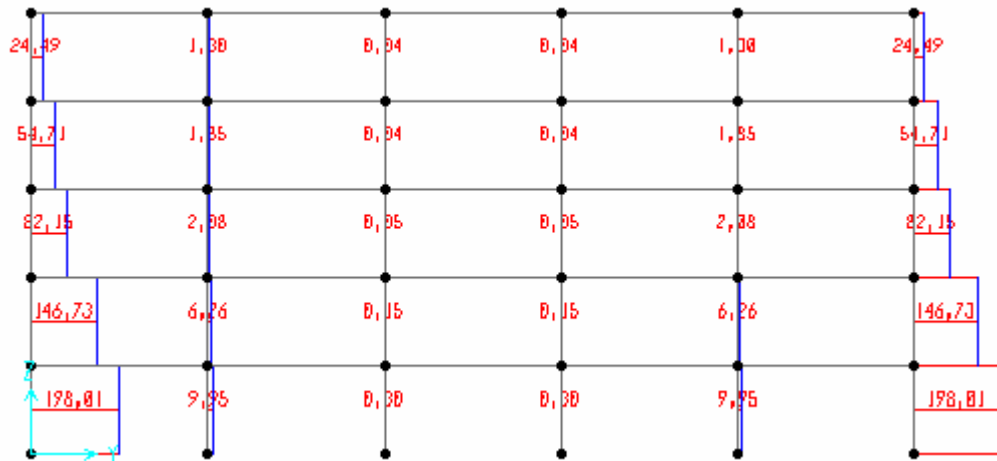 24,49 1,30 0,04 0,04 1,30 24,49
54,71 1,85 0,04 0,04 1,85 54,71
82,15 2,08 0,05 0,05 2,08 82,15
146,73 6,26 0,15 0,15 6,26 146,73
Z
198,01 9,95 0,30 0,30 9,95 198,01
Y